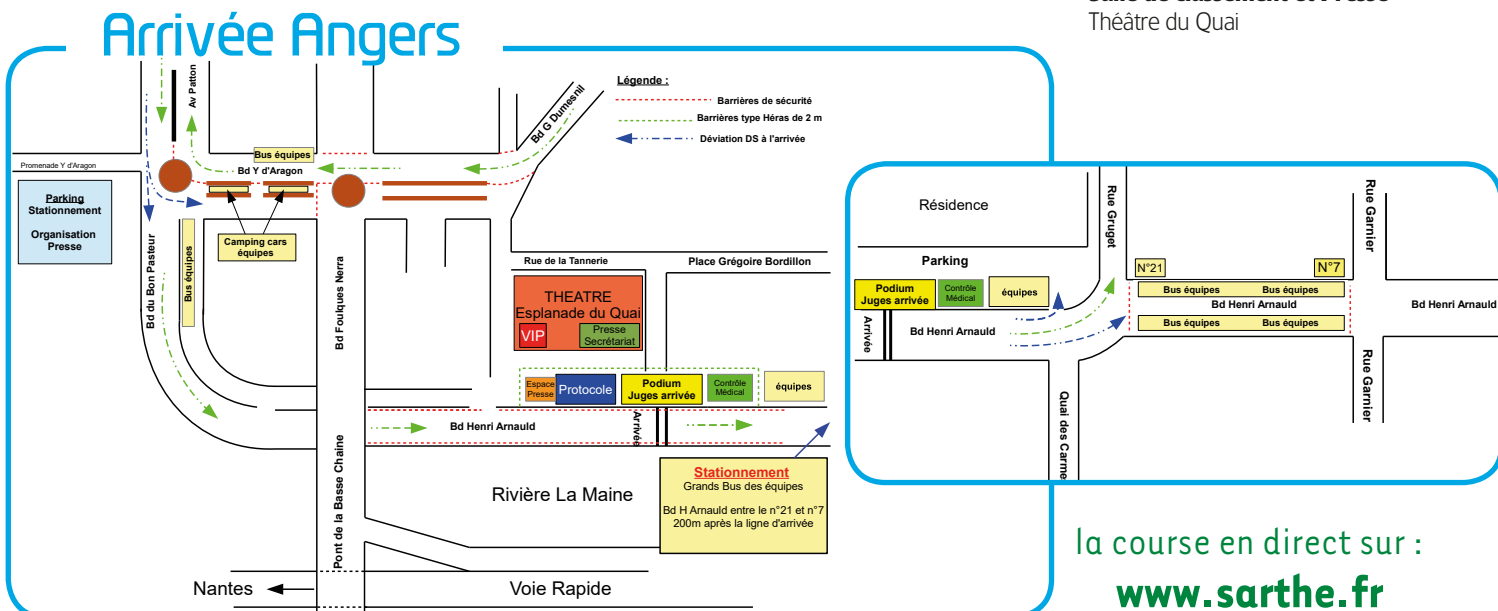 Théâtre du Quai
Arrivée Angers
Légende :
Barrières de sécurité
Barrières type Héras de 2 m
Déviation DS à l'arrivée
Av Patton
Bd G Dumesnil
Promenade Y d'Aragon
Bus équipes
Bd Y d'Aragon
Parking
Stationnement
Organisation
Presse
Camping cars
équipes
Bd du Bon Pasteur
Bus équipes
Bd Foulques Nerra
Rue de la Tannerie
Place Grégoire Bordillon
THEATRE
Esplanade du Quai
VIP
Presse
Secrétariat
Espace
Presse
Protocole
Podium
Juges arrivée
Contrôle
Médical
équipes
Bd Henri Arnauld
Arrivée
Stationnement
Grands Bus des équipes
Bd H Arnauld entre le n°21 et n°7
200m après la ligne d'arrivée
Rivière La Maine
Pont de la Basse Chaine
Nantes
Voie Rapide
Résidence
Parking
Rue Gruget
Rue Garnier
N°21
N°7
Podium
Juges arrivée
Contrôle
Médical
équipes
Bus équipes
Bus équipes
Bd Henri Arnauld
Bd Henri Arnauld
Bus équipes
Bus équipes
Arrivée
Bd Henri Arnauld
Rue Garnier
Quai des Carme
la course en direct sur :
www.sarthe.fr